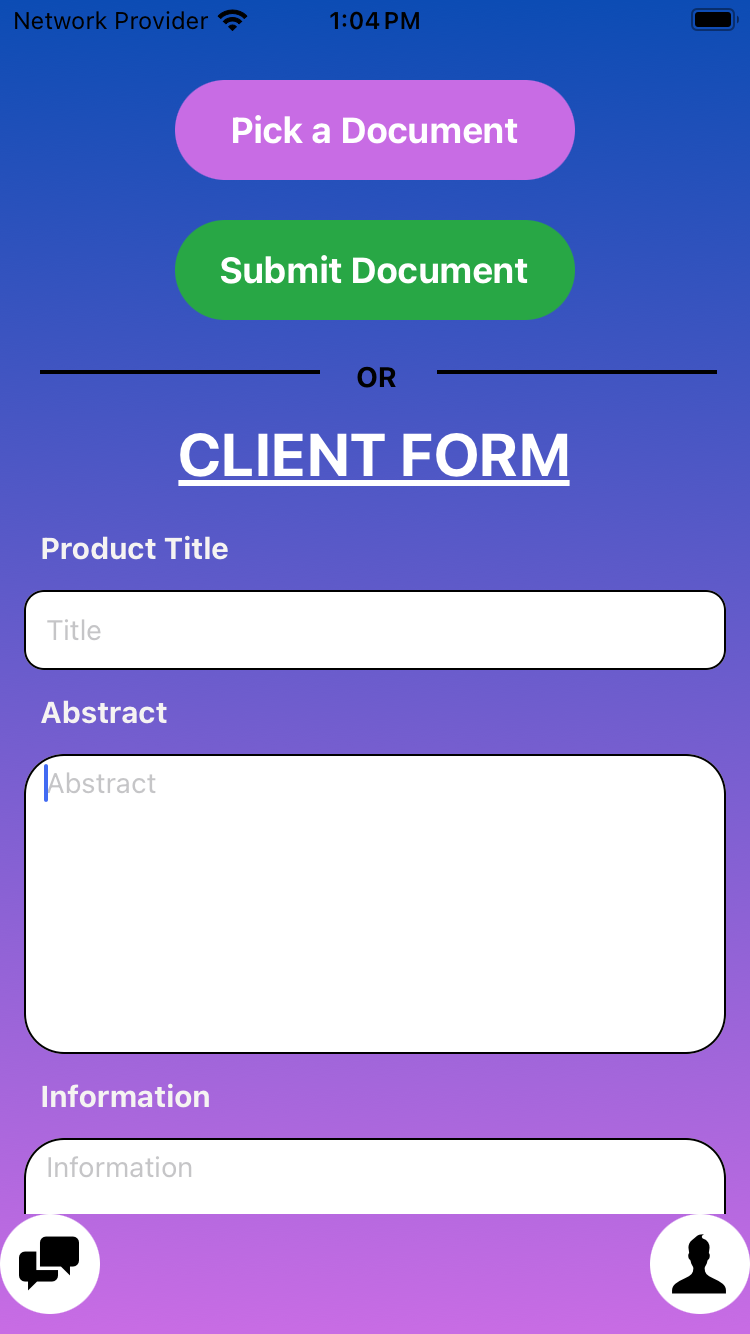 Network Provider 1:04 PM
Pick a Document
Submit Document
OR
CLIENT FORM
Product Title
Title
Abstract
Abstract
Information
Information